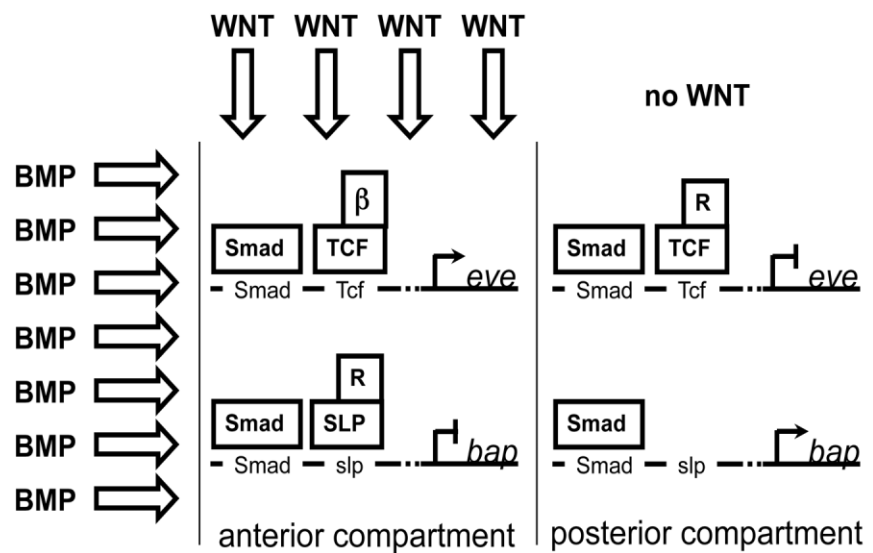 WNT WNT WNT WNT
no WNT
BMP
BMP
BMP
BMP
BMP
BMP
BMP
β
Smad TCF
Smad Tcf eve
R
Smad TCF
Smad Tcf eve
R
Smad SLP
Smad slp bap
Smad
Smad slp bap
anterior compartment
posterior compartment